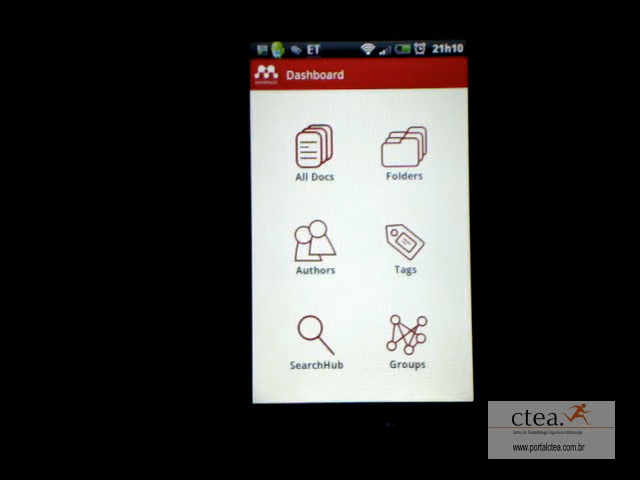 ET 21h10
Dashboard
All Docs Folders
Authors Tags
SearchHub Groups
ctea.
www.portalctea.com.br